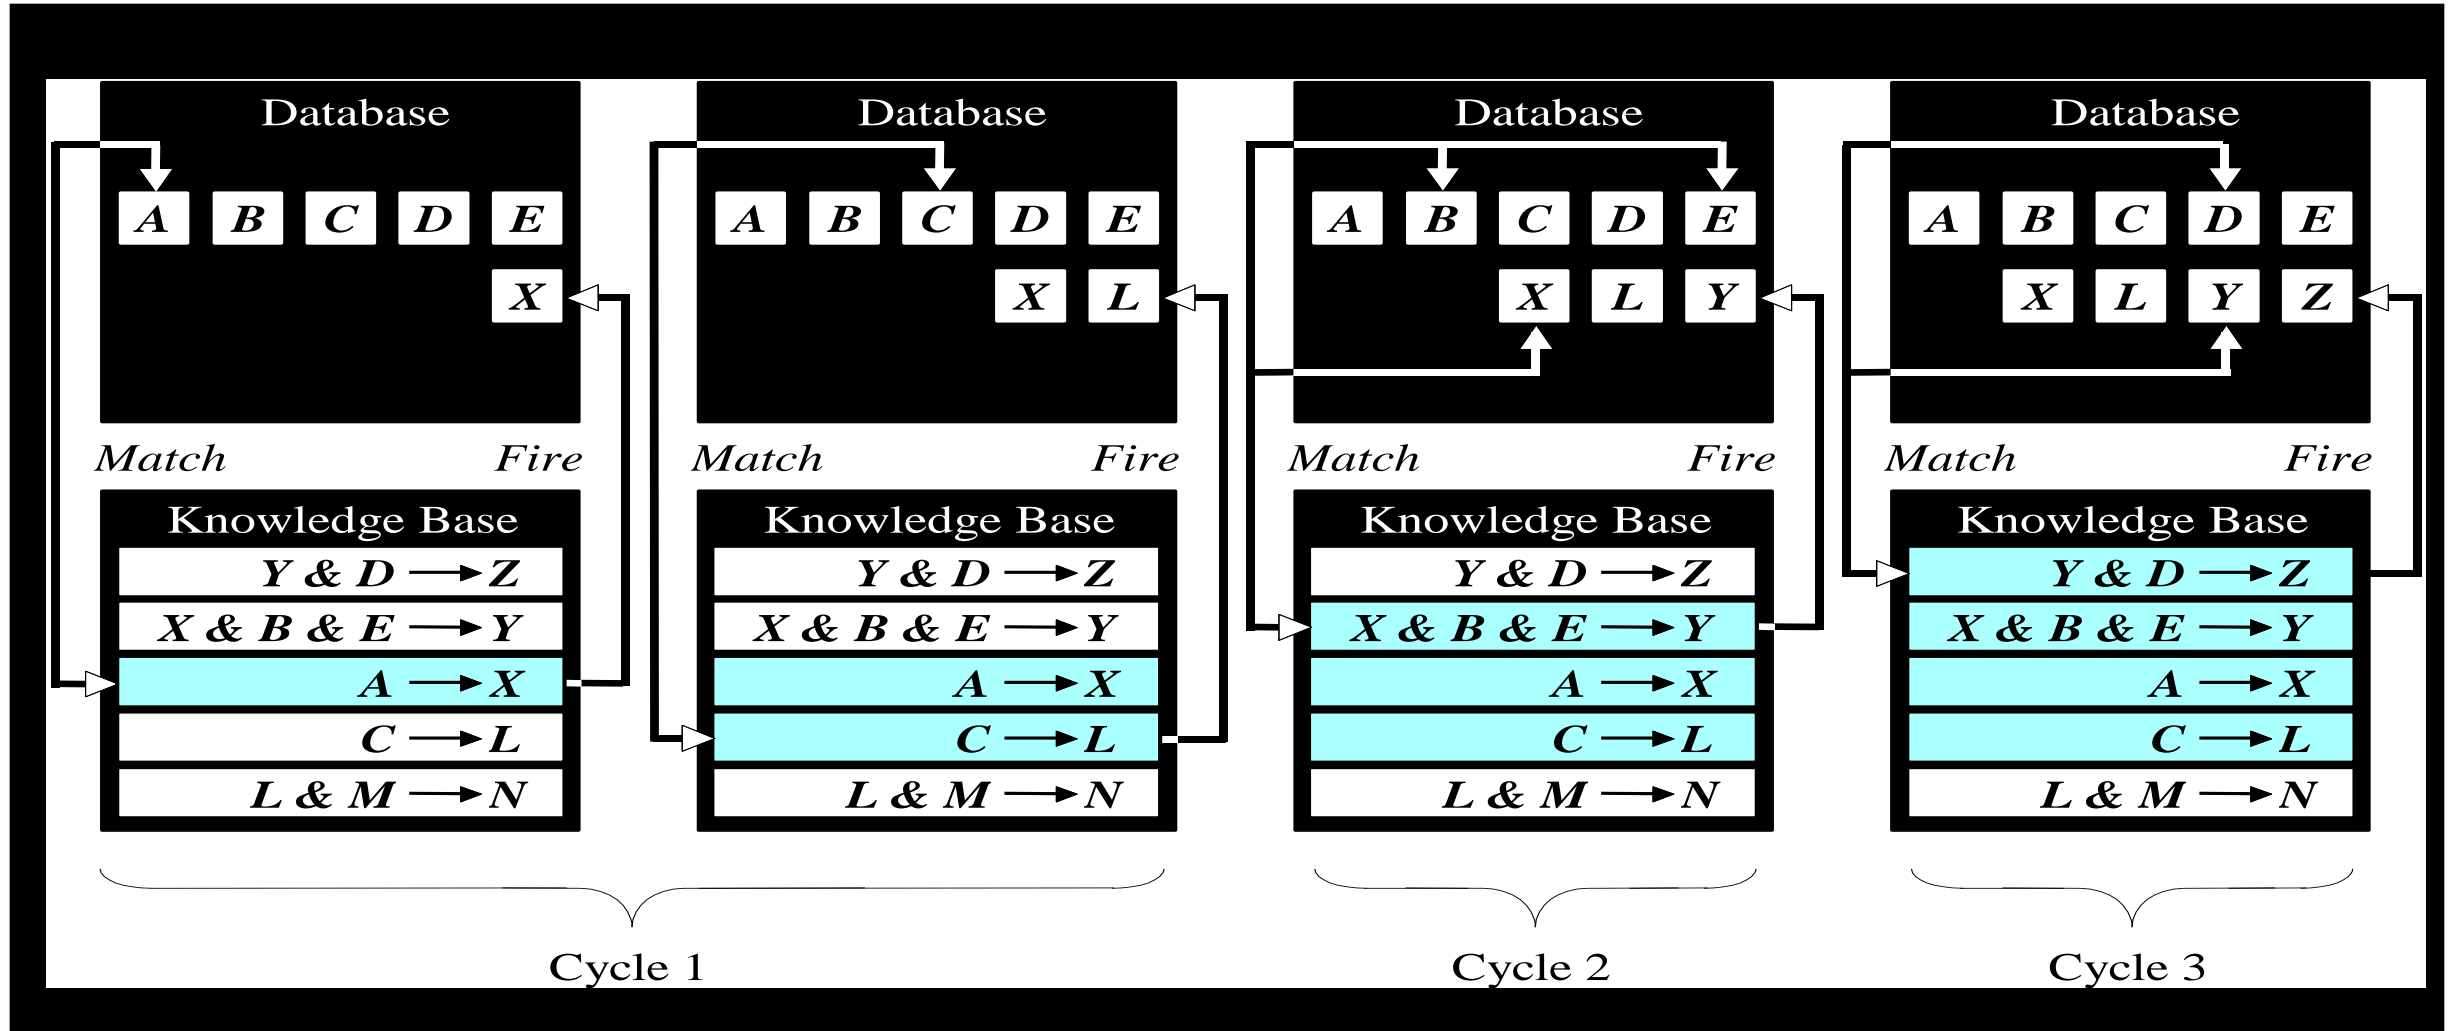 Database
A B C D E
X
Match Fire
Knowledge Base
Y & D → Z
X & B & E → Y
A → X
C → L
L & M → N
Database
A B C D E
X L
Match Fire
Knowledge Base
Y & D → Z
X & B & E → Y
A → X
C → L
L & M → N
Cycle 1
Database
A B C D E
X L Y
Match Fire
Knowledge Base
Y & D → Z
X & B & E → Y
A → X
C → L
L & M → N
Cycle 2
Database
A B C D E
X L Y Z
Match Fire
Knowledge Base
Y & D → Z
X & B & E → Y
A → X
C → L
L & M → N
Cycle 3